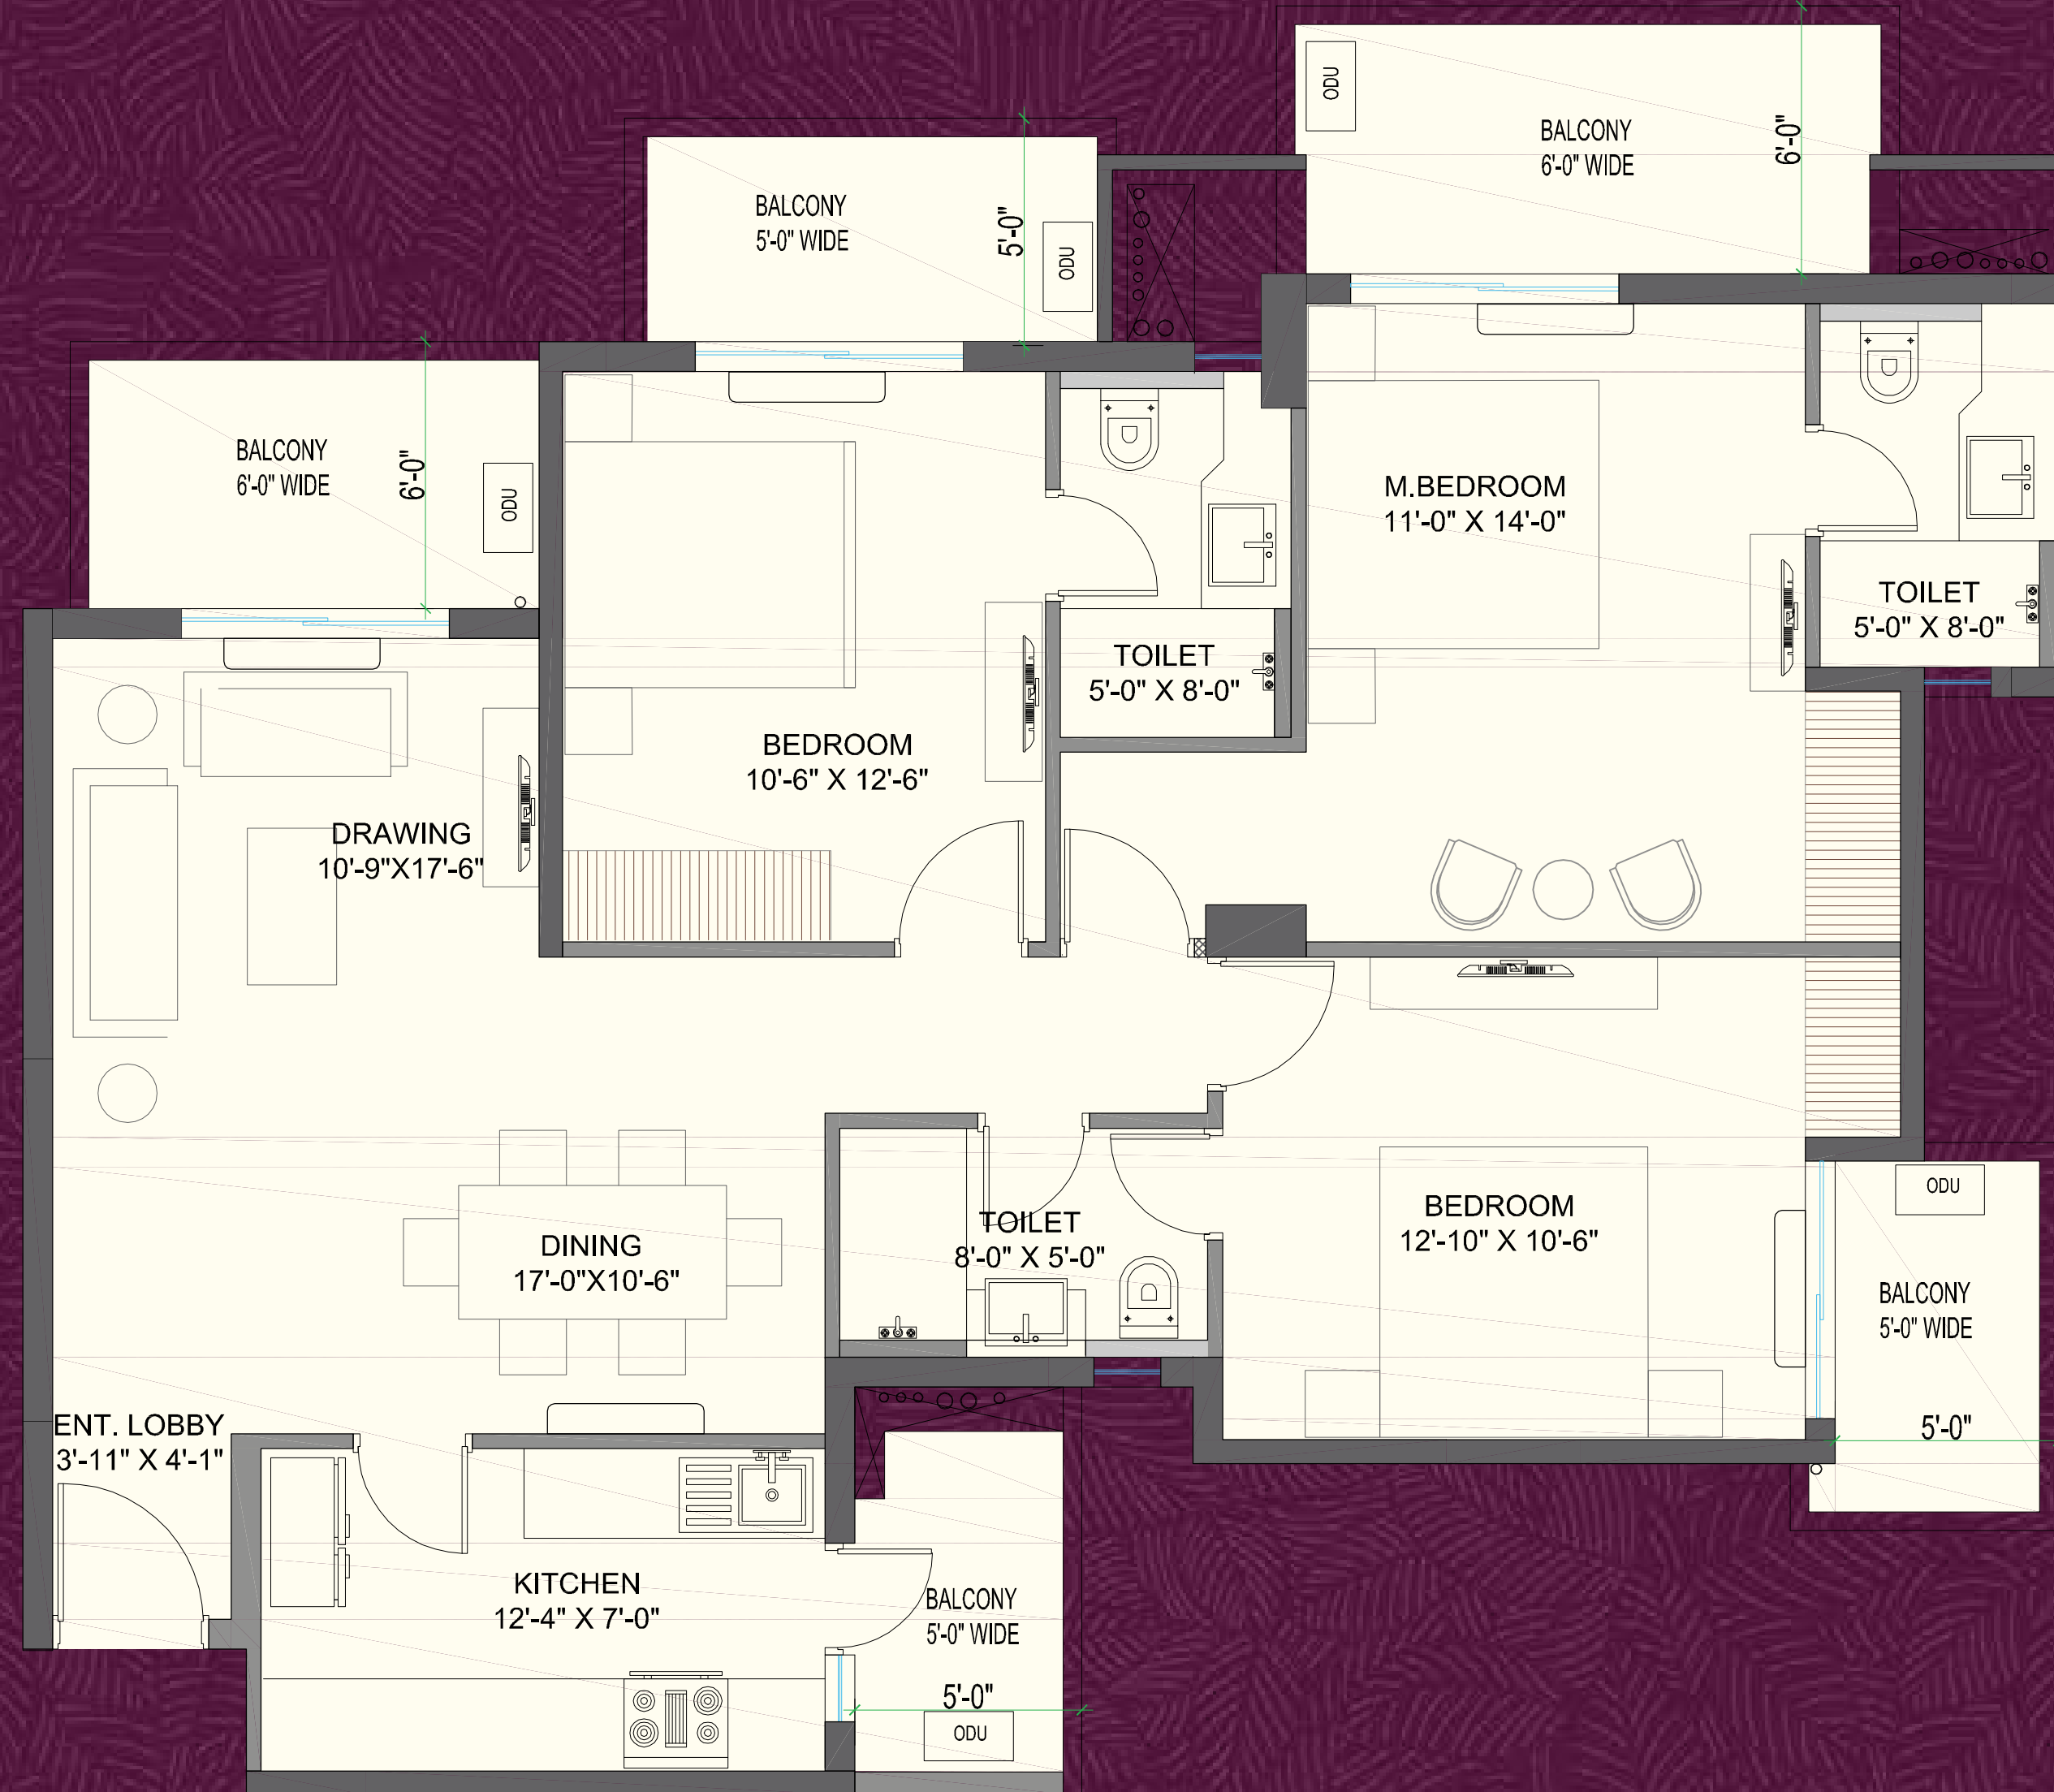 ODU
BALCONY
6'-0" WIDE
6'-0"
BALCONY
5'-0" WIDE
5'-0"
ODU
BALCONY
6'-0" WIDE
6'-0"
ODU
M.BEDROOM
11'-0" X 14'-0"
TOILET
5'-0" X 8'-0"
TOILET
5'-0" X 8'-0"
BEDROOM
10'-6" X 12'-6"
DRAWING
10'-9"X17'-6"
TOILET
8'-0" X 5'-0"
BEDROOM
12'-10" X 10'-6"
ODU
DINING
17'-0"X10'-6"
BALCONY
5'-0" WIDE
5'-0"
ENT. LOBBY
3'-11" X 4'-1"
KITCHEN
12'-4" X 7'-0"
BALCONY
5'-0" WIDE
5'-0"
ODU